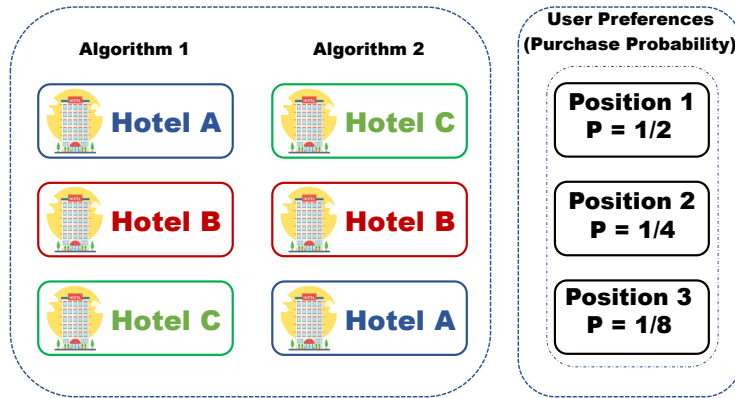 User Preferences
(Purchase Probability)
Algorithm 1
Algorithm 2
Hotel A
Hotel C
Position 1
P = 1/2
Hotel B
Hotel B
Position 2
P = 1/4
Hotel C
Hotel A
Position 3
P = 1/8